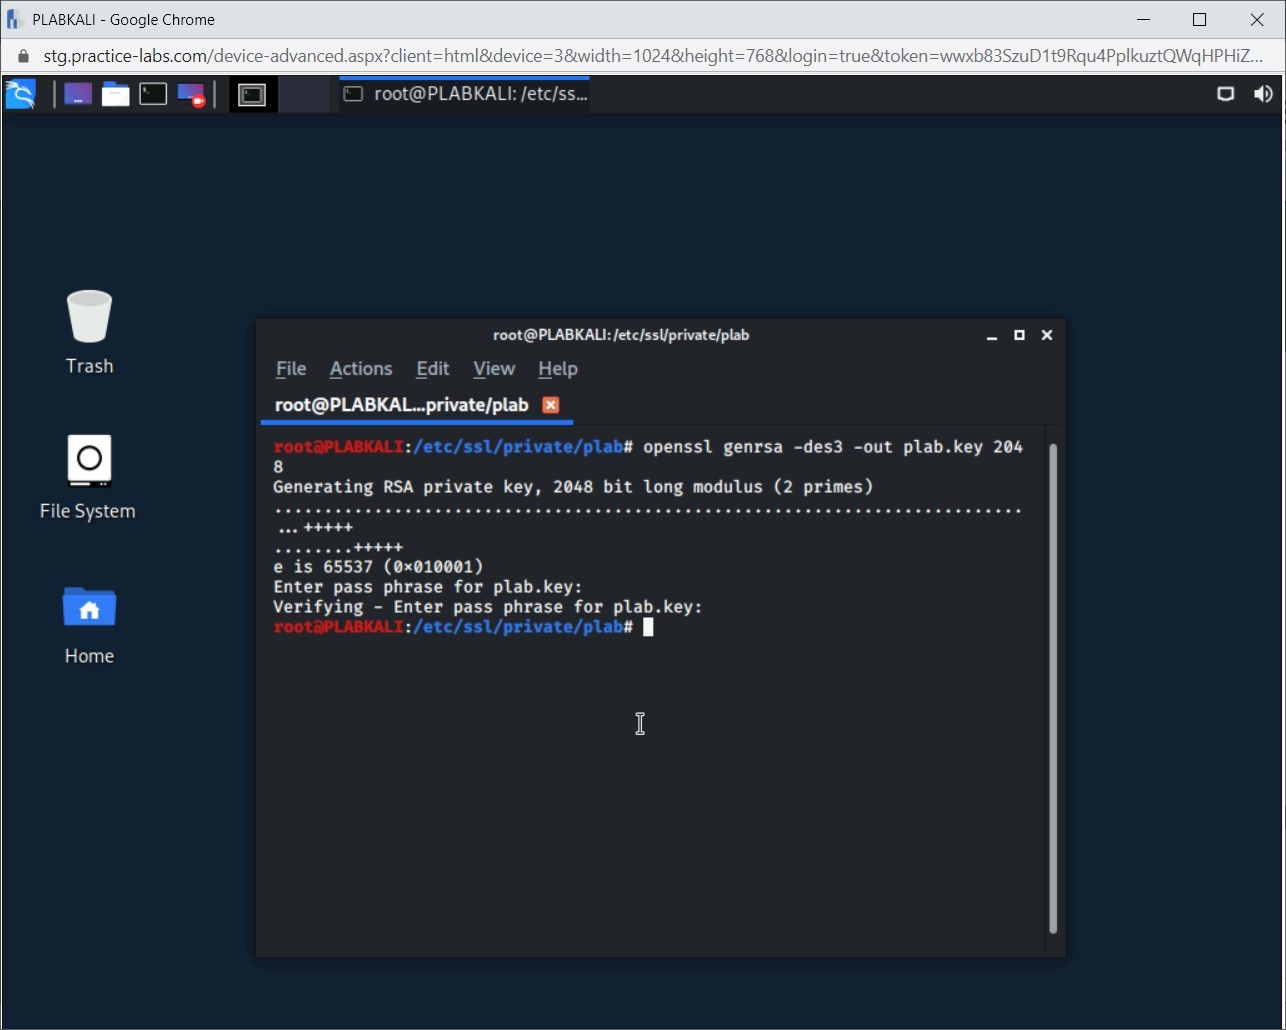 PLABKALI - Google Chrome
stg.practice-labs.com/device-advanced.aspx?client=html&device=3&width=1024&height=768&login=true&token=wwxb83SzuD1t9Rqu4PplkuztQWqHPHiZ...
root@PLABKALI: /etc/ss...
Trash
File System
Home
root@PLABKALI:/etc/ssl/private/plab
File Actions Edit View Help
root@PLABKAL...private/plab
root@PLABKALI:/etc/ssl/private/plab# openssl genrsa -des3 -out plab.key 204
8
Generating RSA private key, 2048 bit long modulus (2 primes)
...........................................................................
...+++++
........+++++
e is 65537 (0x010001)
Enter pass phrase for plab.key:
Verifying - Enter pass phrase for plab.key:
root@PLABKALI:/etc/ssl/private/plab#